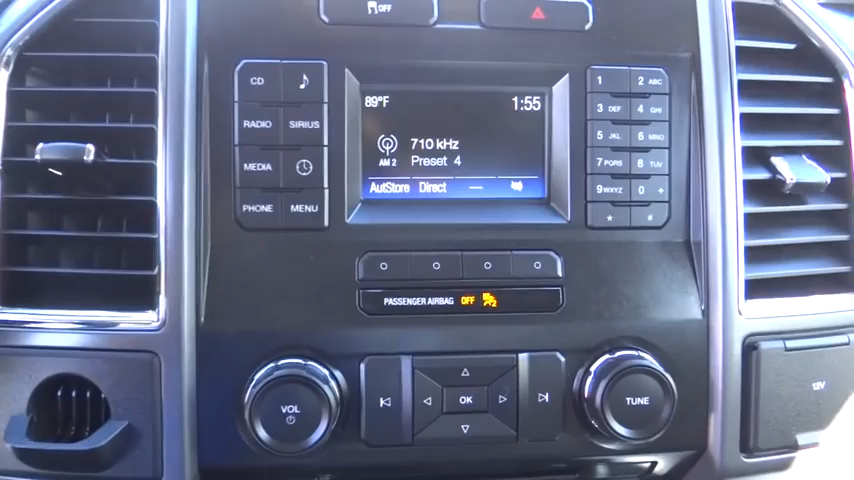 OFF
CD
RADIO SIRIUS
MEDIA
PHONE MENU
89°F 1:55
710 kHz
AM 2 Preset 4
AutStore Direct
1 2 ABC
3 DEF 4 GHI
5 JKL 6 MNO
7 PQRS 8 TUV
9 WXYZ 0 +
* #
PASSENGER AIRBAG OFF
2
VOL
OK
TUNE
12V